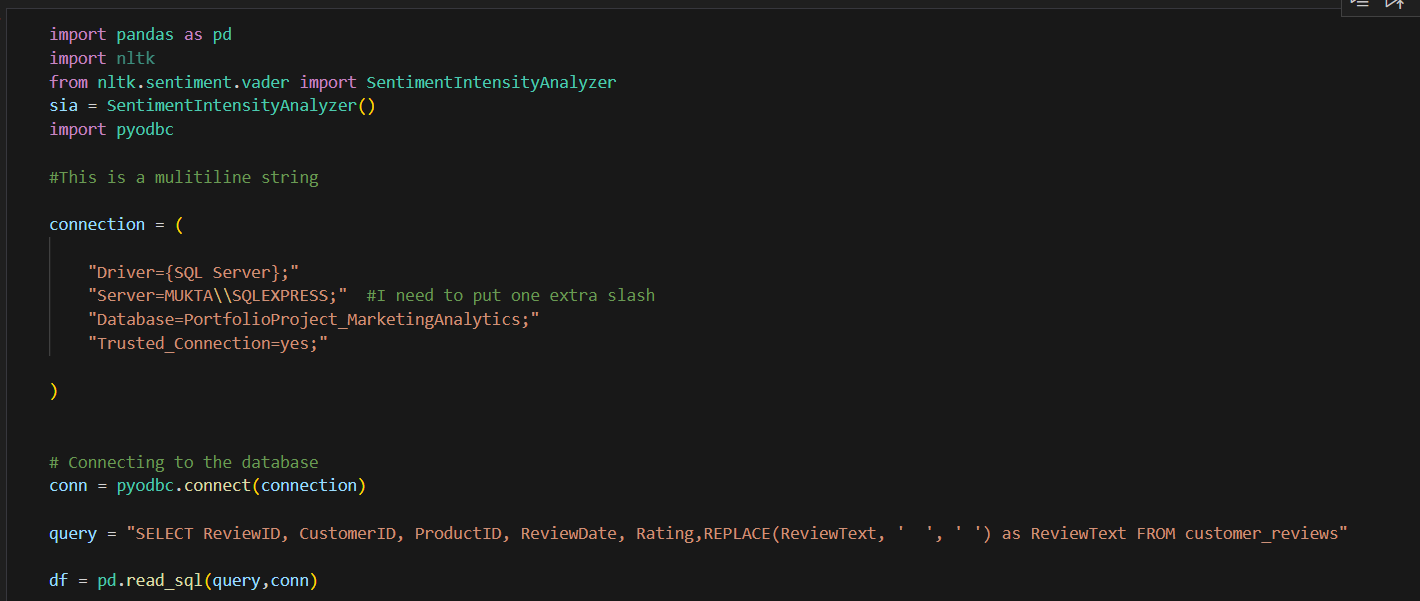 import pandas as pd
import nltk
from nltk.sentiment.vader import SentimentIntensityAnalyzer
sia = SentimentIntensityAnalyzer()
import pyodbc
#This is a mulitiline string
connection = (
"Driver={SQL Server};"
"Server=MUKTA\\SQLEXPRESS;"  #I need to put one extra slash
"Database=PortfolioProject_MarketingAnalytics;"
"Trusted_Connection=yes;"
)
# Connecting to the database
conn = pyodbc.connect(connection)
query = "SELECT ReviewID, CustomerID, ProductID, ReviewDate, Rating,REPLACE(ReviewText, '  ', ' ') as ReviewText FROM customer_reviews"
df = pd.read_sql(query,conn)